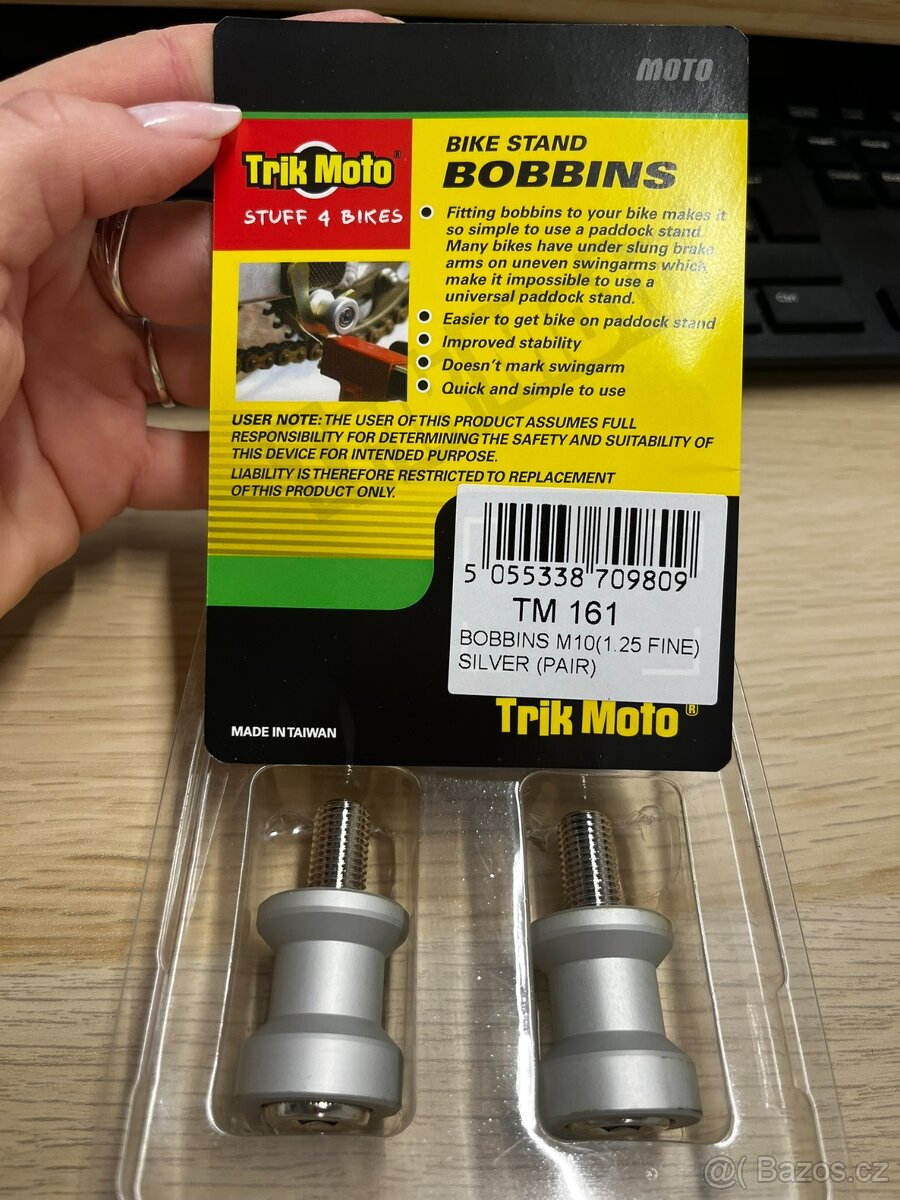 MOTO
Trik Moto®
STUFF 4 BIKES
BIKE STAND
BOBBINS
Fitting bobbins to your bike makes it
so simple to use a paddock stand.
Many bikes have under slung brake
arms on uneven swingarms which
make it impossible to use a
universal paddock stand.
Easier to get bike on paddock stand
Improved stability
Doesn't mark swingarm
Quick and simple to use
USER NOTE: THE USER OF THIS PRODUCT ASSUMES FULL
RESPONSIBILITY FOR DETERMINING THE SAFETY AND SUITABILITY OF
THIS DEVICE FOR INTENDED PURPOSE.
LIABILITY IS THEREFORE RESTRICTED TO REPLACEMENT
OF THIS PRODUCT ONLY.
5 055338 709809
TM 161
BOBBINS M10(1.25 FINE)
SILVER (PAIR)
Trik Moto®
MADE IN TAIWAN
Ctrl
@( Bazos.cz